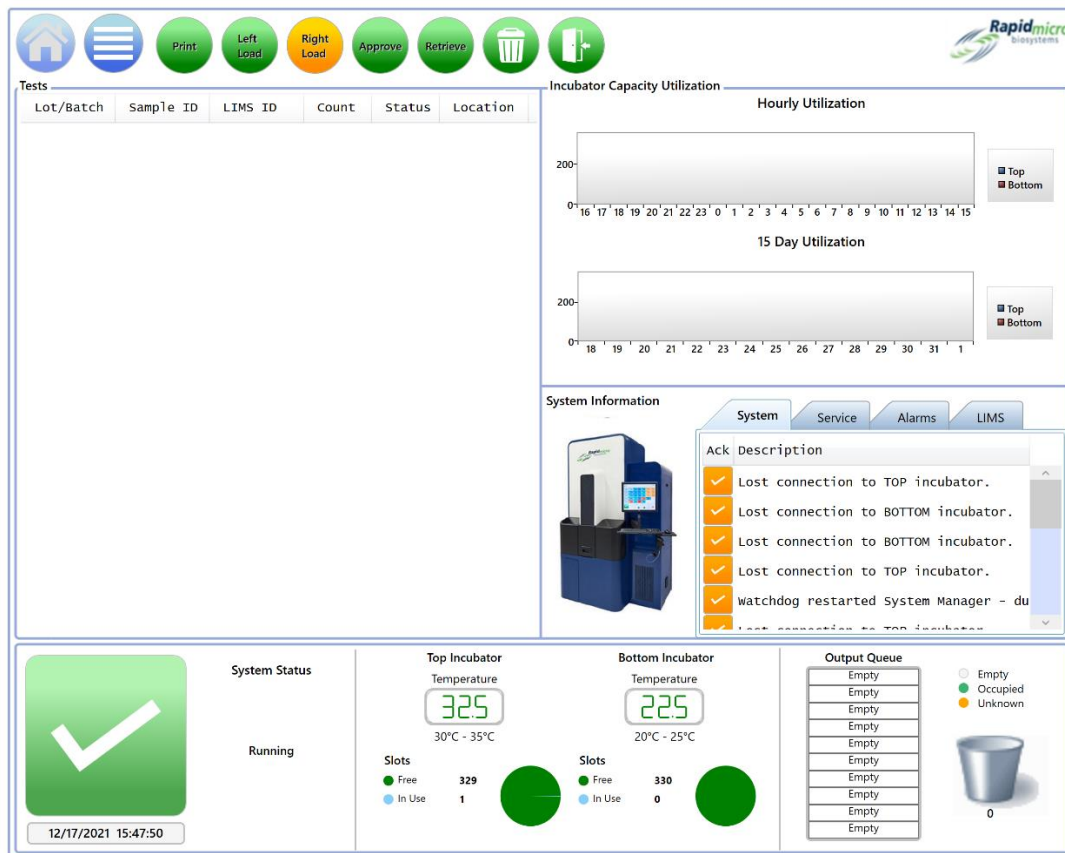 Print
Left
Load
Right
Load
Approve
Retrieve
Rapidmicro
biosystems
Tests
Lot/Batch Sample ID LIMS ID Count Status Location
Incubator Capacity Utilization
Hourly Utilization
200
0
16 17 18 19 20 21 22 23 0 1 2 3 4 5 6 7 8 9 10 11 12 13 14 15
Top
Bottom
15 Day Utilization
200
0
18 19 20 21 22 23 24 25 26 27 28 29 30 31 1
Top
Bottom
System Information
Rapidmicro
System Service Alarms LIMS
Ack Description
Lost connection to TOP incubator.
Lost connection to BOTTOM incubator.
Lost connection to BOTTOM incubator.
Lost connection to TOP incubator.
Watchdog restarted System Manager - du
Lost connection to TOP incubator
System Status
Running
12/17/2021 15:47:50
Top Incubator
Temperature
32.5
30°C - 35°C
Slots
Free 329
In Use 1
Bottom Incubator
Temperature
22.5
20°C - 25°C
Slots
Free 330
In Use 0
Output Queue
Empty
Empty
Empty
Empty
Empty
Empty
Empty
Empty
Empty
Empty
Empty
Occupied
Unknown
0